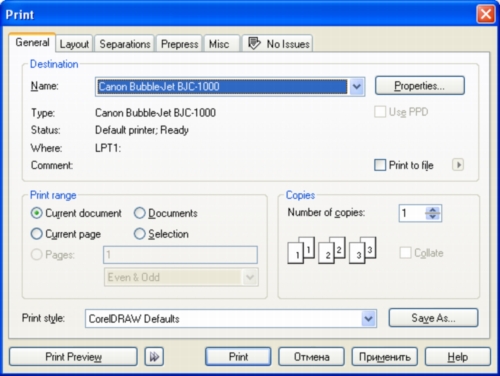 Print
General Layout Separations Prepress Misc No Issues
Destination
Name: Canon Bubble-Jet BJC-1000 Properties...
Type: Canon Bubble-Jet BJC-1000 Use PPD
Status: Default printer; Ready
Where: LPT1:
Comment: Print to file
Print range Copies
Current document Documents Number of copies: 1
Current page Selection
Pages: 1 1 1 2 2 3 3 Collate
Even & Odd
Print style: CorelDRAW Defaults Save As...
Print Preview Print Отмена Применить Help